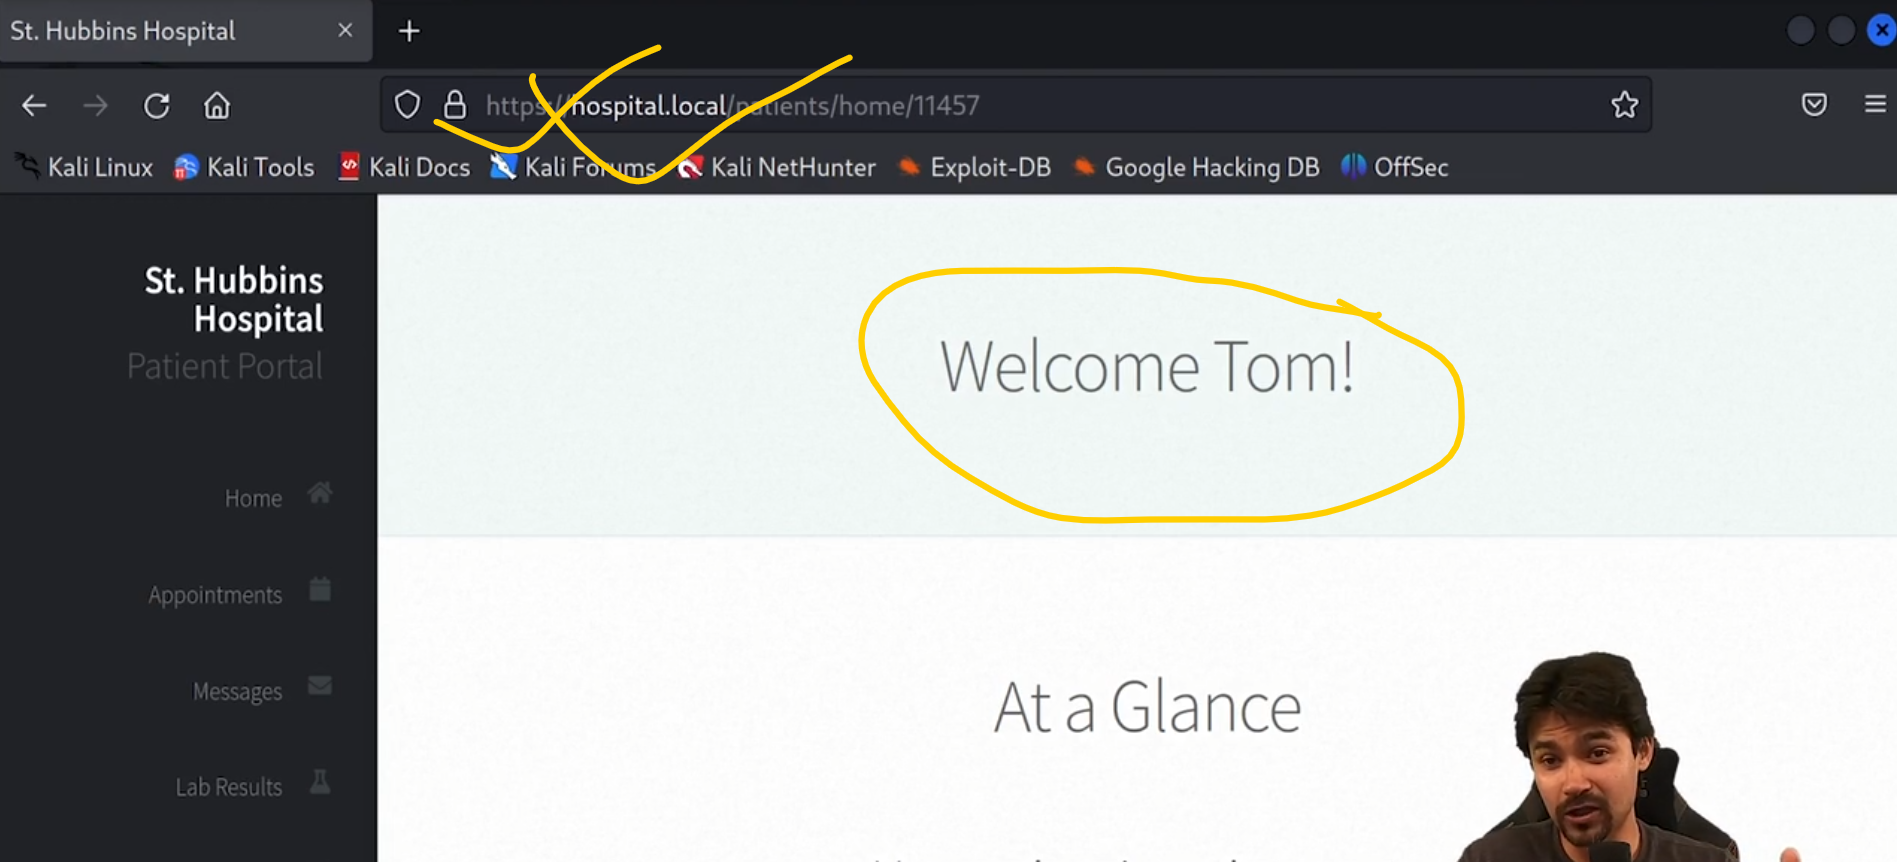 St. Hubbins Hospital
https://hospital.local/patients/home/11457
Kali Linux Kali Tools Kali Docs Kali Forums Kali NetHunter Exploit-DB Google Hacking DB OffSec
St. Hubbins
Hospital
Patient Portal
Home
Appointments
Messages
Lab Results
Welcome Tom!
At a Glance